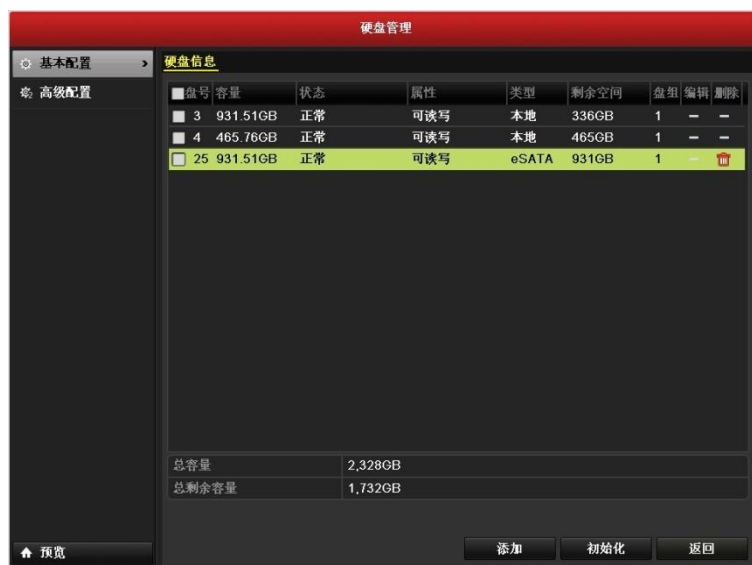 硬盘管理
基本配置
高级配置
硬盘信息
盘号 容量 状态 属性 类型 剩余空间 盘组 编辑 删除
3 931.51GB 正常 可读写 本地 336GB 1 – –
4 465.76GB 正常 可读写 本地 465GB 1 – –
25 931.51GB 正常 可读写 eSATA 931GB 1 –
总容量 2,328GB
总剩余容量 1,732GB
添加 初始化 返回
预览